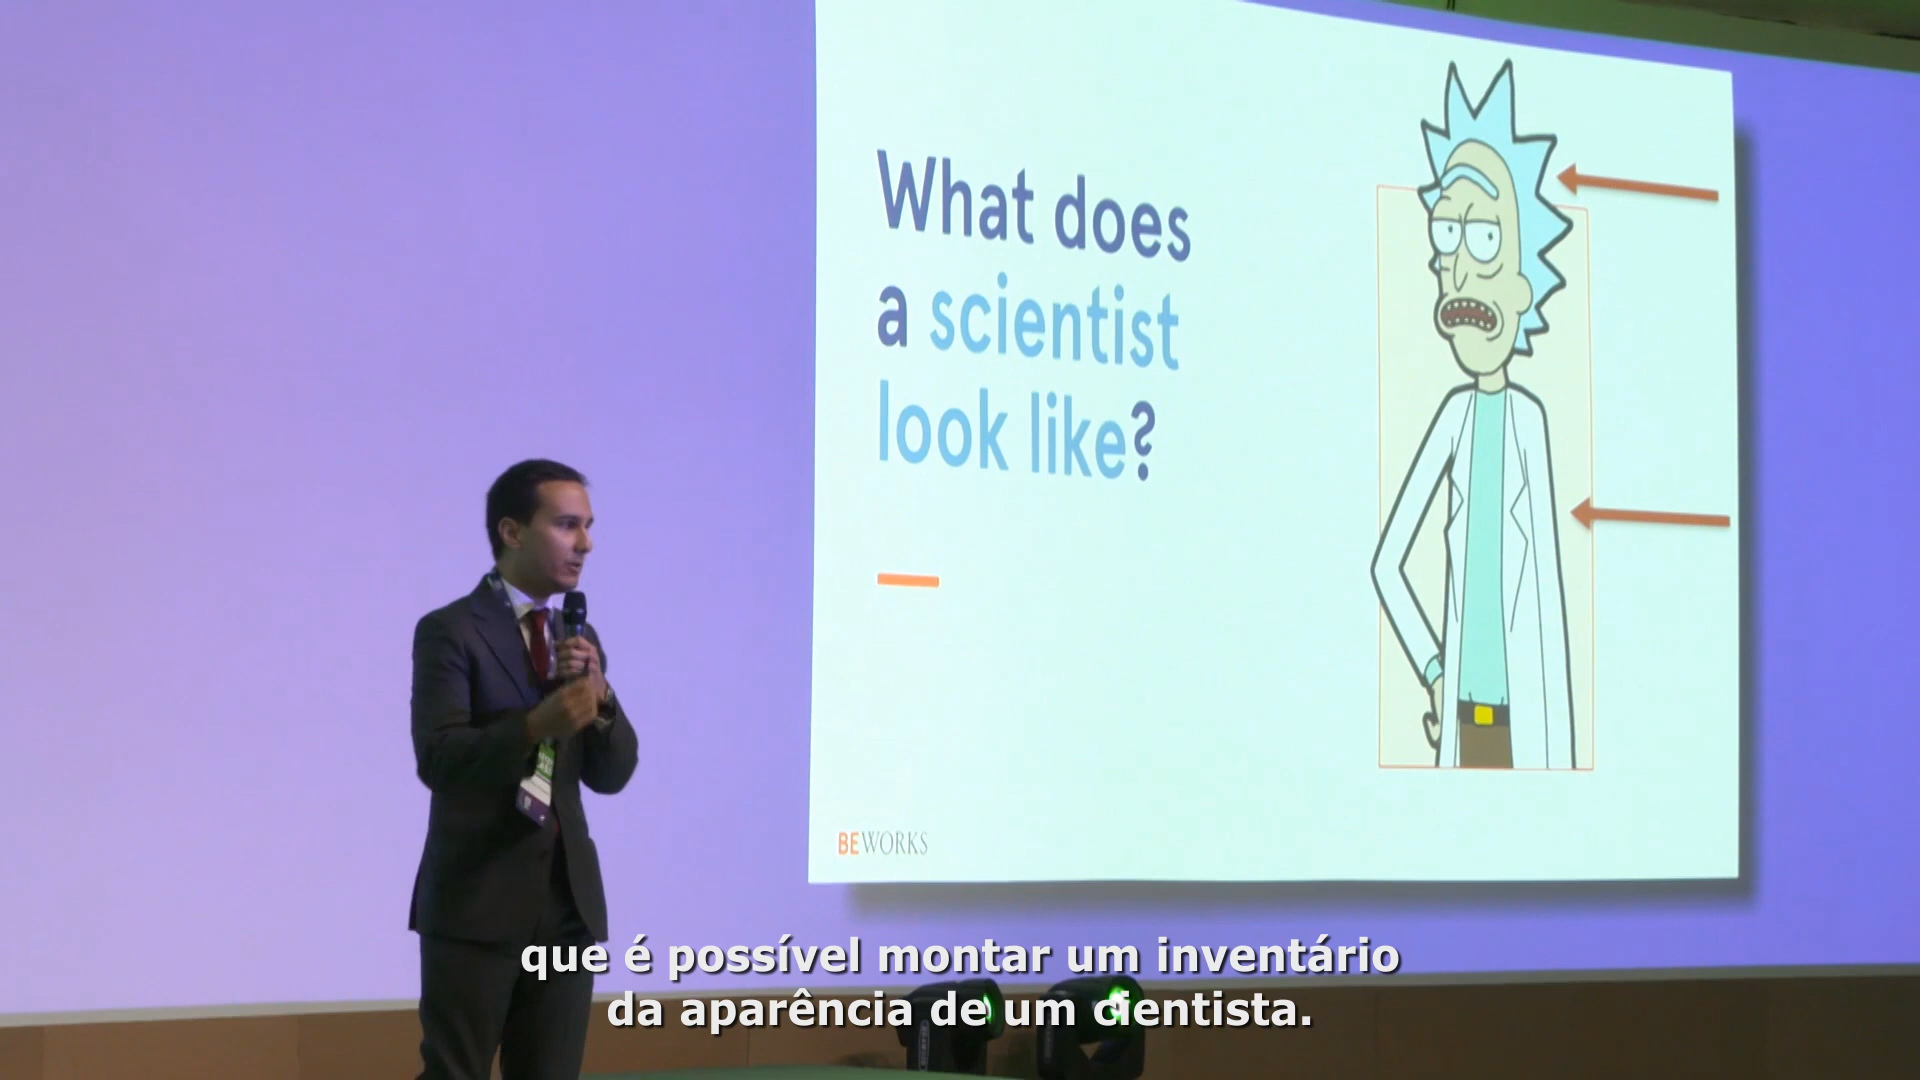 What does
a scientist
look like?
BEWORKS
que é possível montar um inventário
da aparência de um cientista.